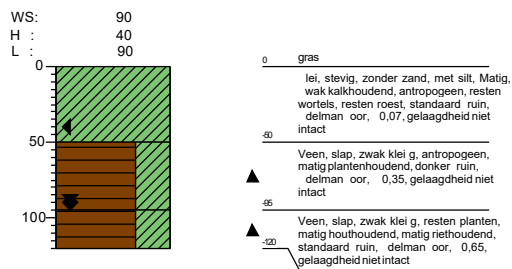 WS: 90
H : 40
L : 90
0
50
100
0 gras
lei, stevig, zonder zand, met silt, Matig,
wak kalkhoudend, antropogeen, resten
wortels, resten roest, standaard ruin,
delman oor, 0,07, gelaagdheid niet
intact
-50
Veen, slap, zwak klei g, antropogeen,
matig plantenhoudend, donker ruin,
delman oor, 0,35, gelaagdheid niet
intact
-95
Veen, slap, zwak klei g, resten planten,
matig houthoudend, matig riethoudend,
standaard ruin, delman oor, 0,65,
-120
gelaagdheid niet intact